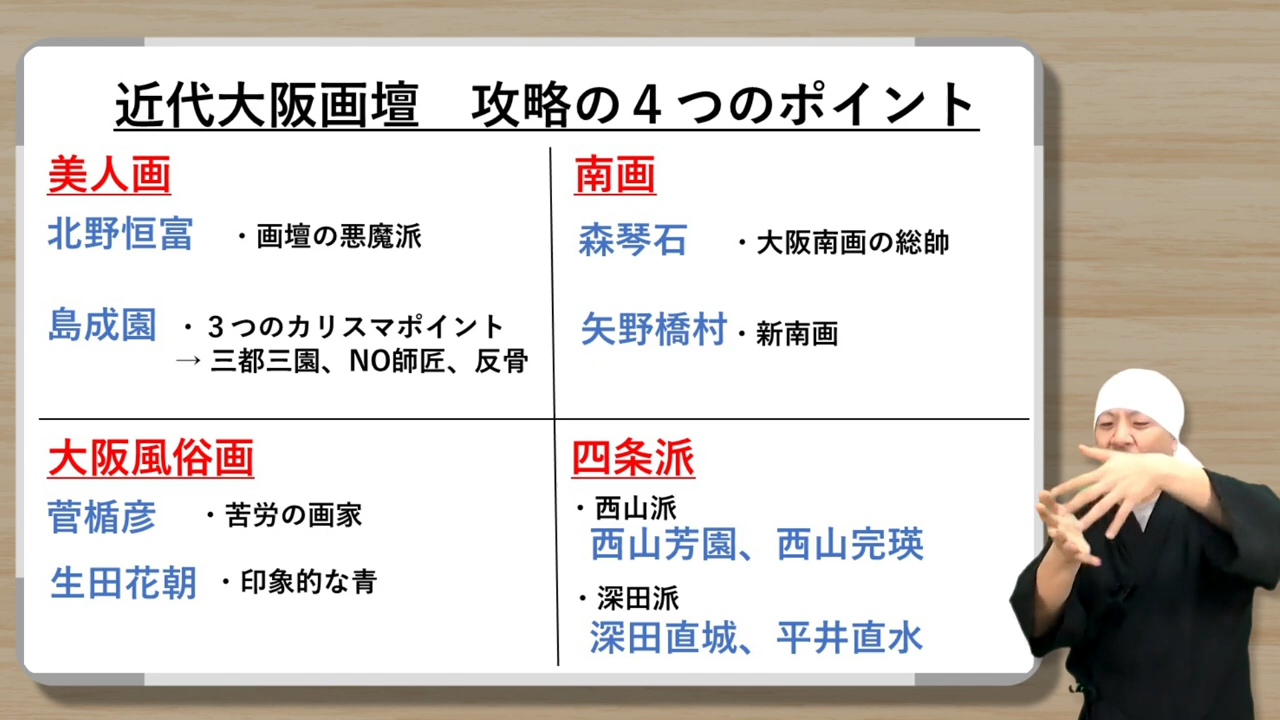 近代大阪画壇　攻略の４つのポイント
美人画
北野恒富　・画壇の悪魔派
島成園　・３つのカリスマポイント
→ 三都三園、NO師匠、反骨
南画
森琴石　・大阪南画の総帥
矢野橋村・新南画
大阪風俗画
菅楯彦　・苦労の画家
生田花朝　・印象的な青
四条派
・西山派
西山芳園、西山完瑛
・深田派
深田直城、平井直水